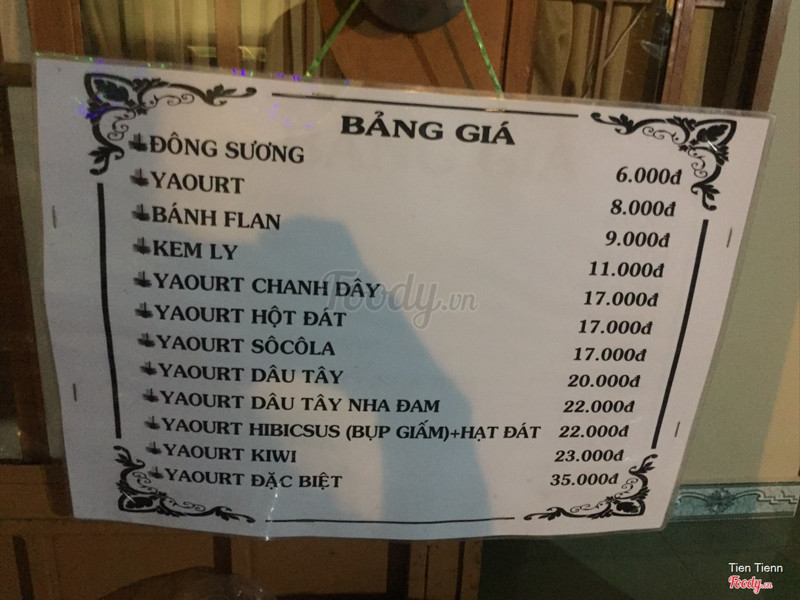 BẢNG GIÁ
ĐÔNG SƯƠNG 6.000đ
YAOURT 8.000đ
BÁNH FLAN 9.000đ
KEM LY 11.000đ
YAOURT CHANH DÂY 17.000đ
YAOURT HỘT ĐÁT 17.000đ
YAOURT SÔCÔLA 17.000đ
YAOURT DÂU TÂY 20.000đ
YAOURT DÂU TÂY NHA ĐAM 22.000đ
YAOURT HIBICSUS (BỤP GIẤM)+HẠT ĐÁT 22.000đ
YAOURT KIWI 23.000đ
YAOURT ĐẶC BIỆT 35.000đ
Foody.vn
Tien Tienn
Foody.vn